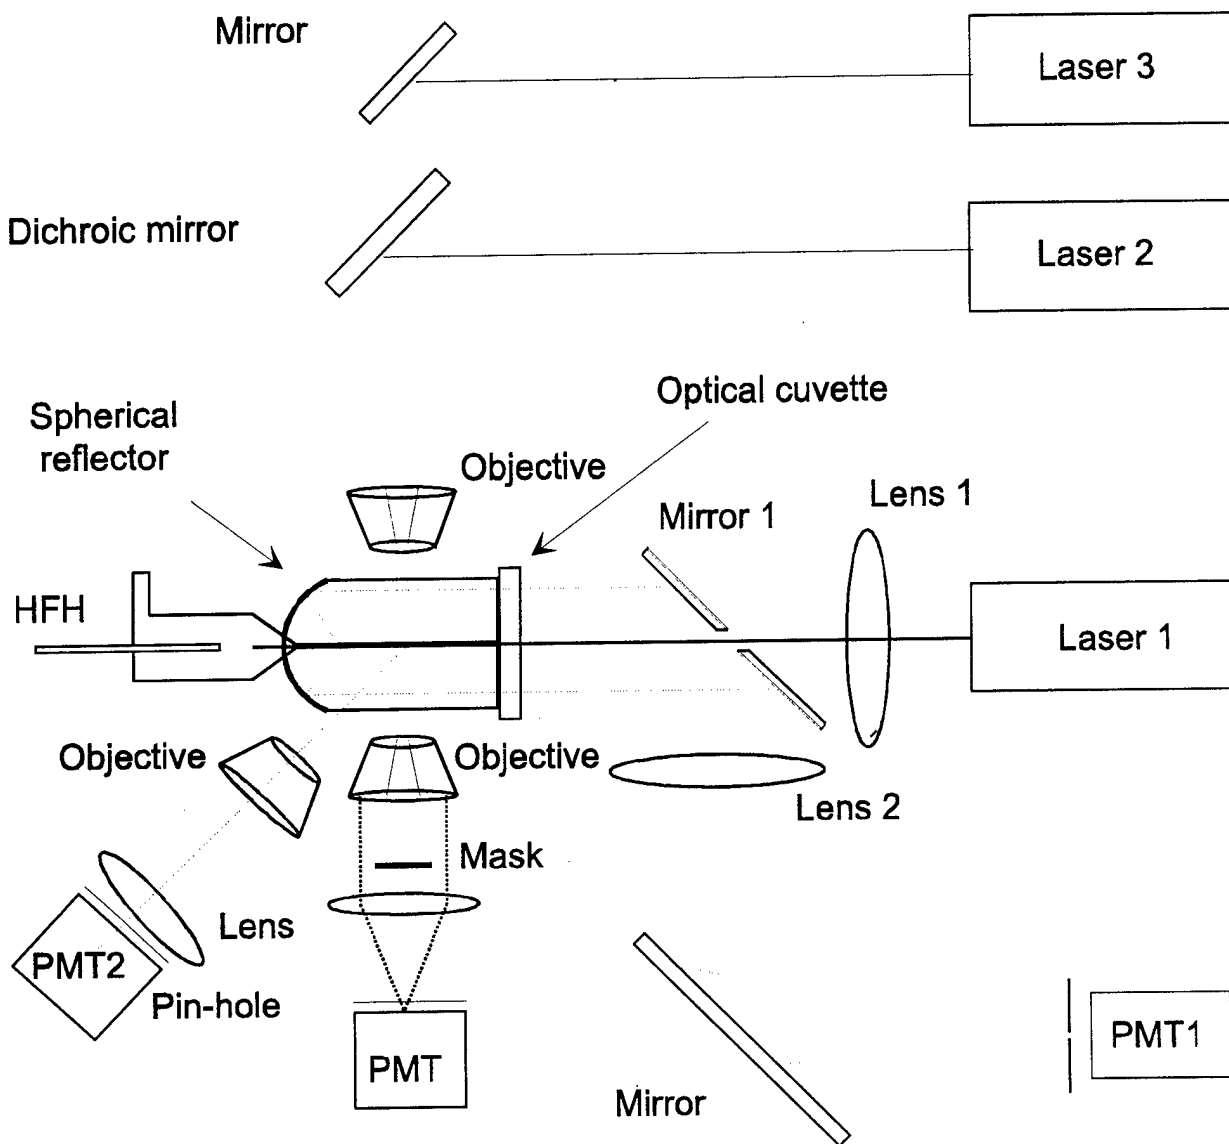 Mirror
Laser 3
Dichroic mirror
Laser 2
Optical cuvette
Spherical
reflector
Objective
Lens 1
Mirror 1
HFH
Laser 1
Objective
Objective
Lens 2
Mask
Lens
PMT2
Pin-hole
PMT1
PMT
Mirror